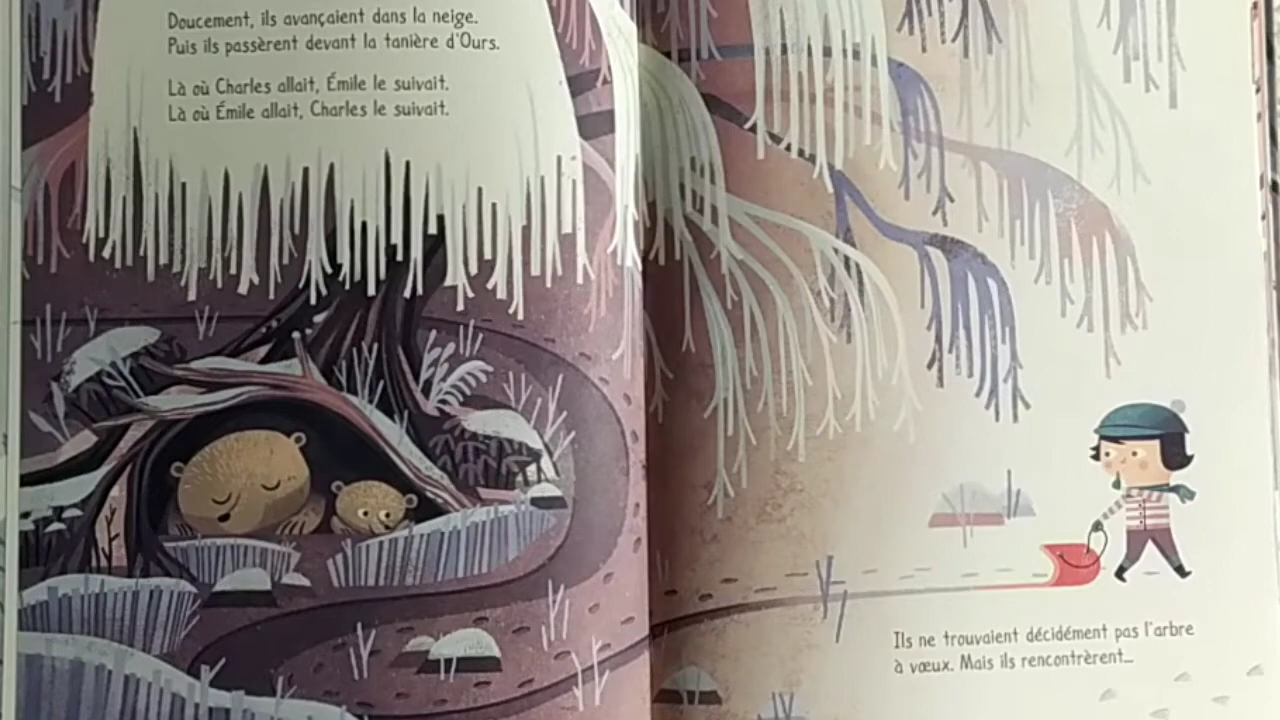 Doucement, ils avançaient dans la neige.
Puis ils passèrent devant la tanière d'Ours.
Là où Charles allait, Émile le suivait.
Là où Émile allait, Charles le suivait.
Ils ne trouvaient décidément pas l'arbre
à vœux. Mais ils rencontrèrent...